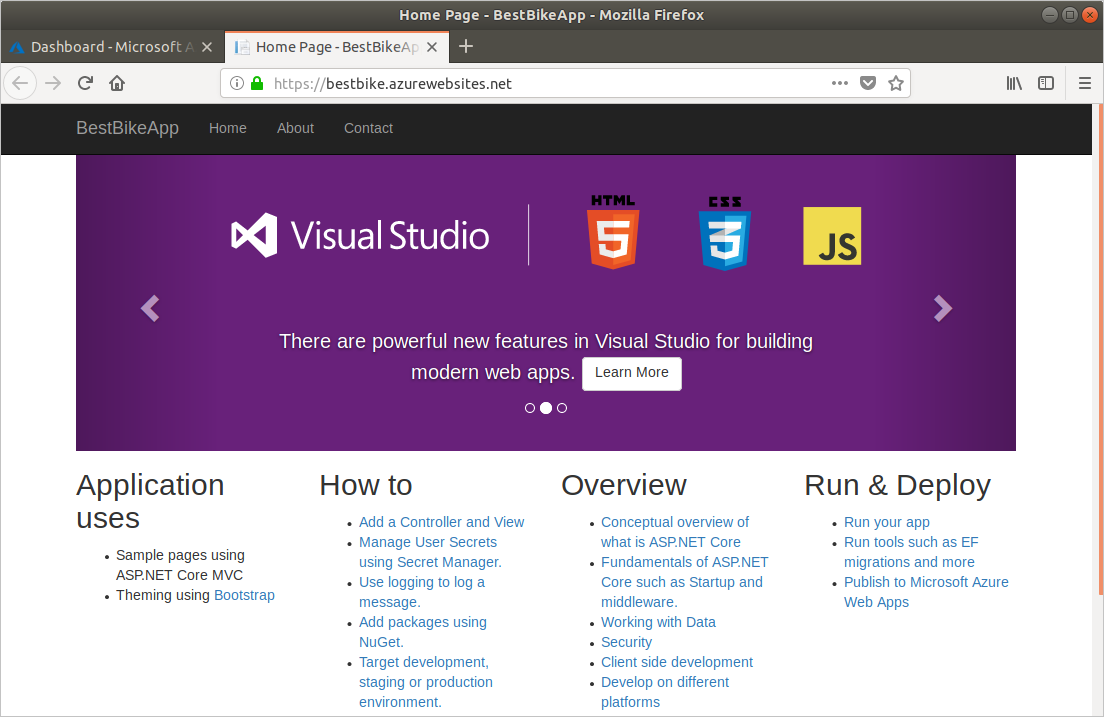 Home Page - BestBikeApp - Mozilla Firefox
Dashboard - Microsoft A
Home Page - BestBikeAp
https://bestbike.azurewebsites.net
BestBikeApp Home About Contact
Visual Studio
HTML
5
CSS
3
JS
There are powerful new features in Visual Studio for building
modern web apps. Learn More
Application
uses
Sample pages using
ASP.NET Core MVC
Theming using Bootstrap
How to
Add a Controller and View
Manage User Secrets
using Secret Manager.
Use logging to log a
message.
Add packages using
NuGet.
Target development,
staging or production
environment.
Overview
Conceptual overview of
what is ASP.NET Core
Fundamentals of ASP.NET
Core such as Startup and
middleware.
Working with Data
Security
Client side development
Develop on different
platforms
Run & Deploy
Run your app
Run tools such as EF
migrations and more
Publish to Microsoft Azure
Web Apps